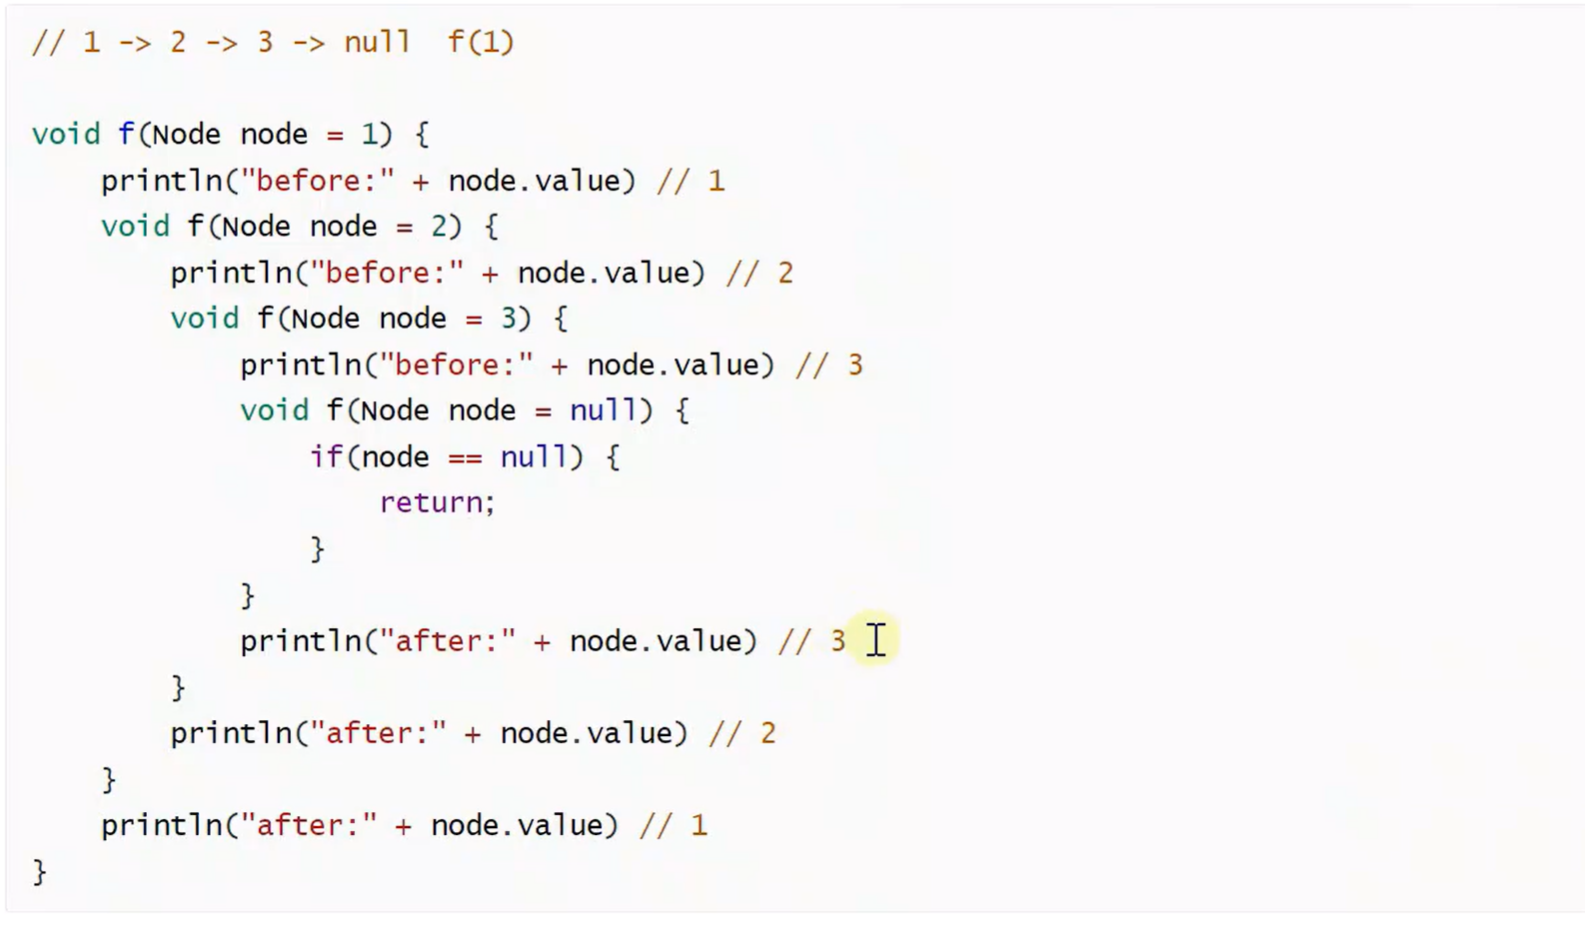 // 1 -> 2 -> 3 -> null  f(1)

void f(Node node = 1) {
    println("before:" + node.value) // 1
    void f(Node node = 2) {
        println("before:" + node.value) // 2
        void f(Node node = 3) {
            println("before:" + node.value) // 3
            void f(Node node = null) {
                if(node == null) {
                    return;
                }
            }
            println("after:" + node.value) // 3
        }
        println("after:" + node.value) // 2
    }
    println("after:" + node.value) // 1
}